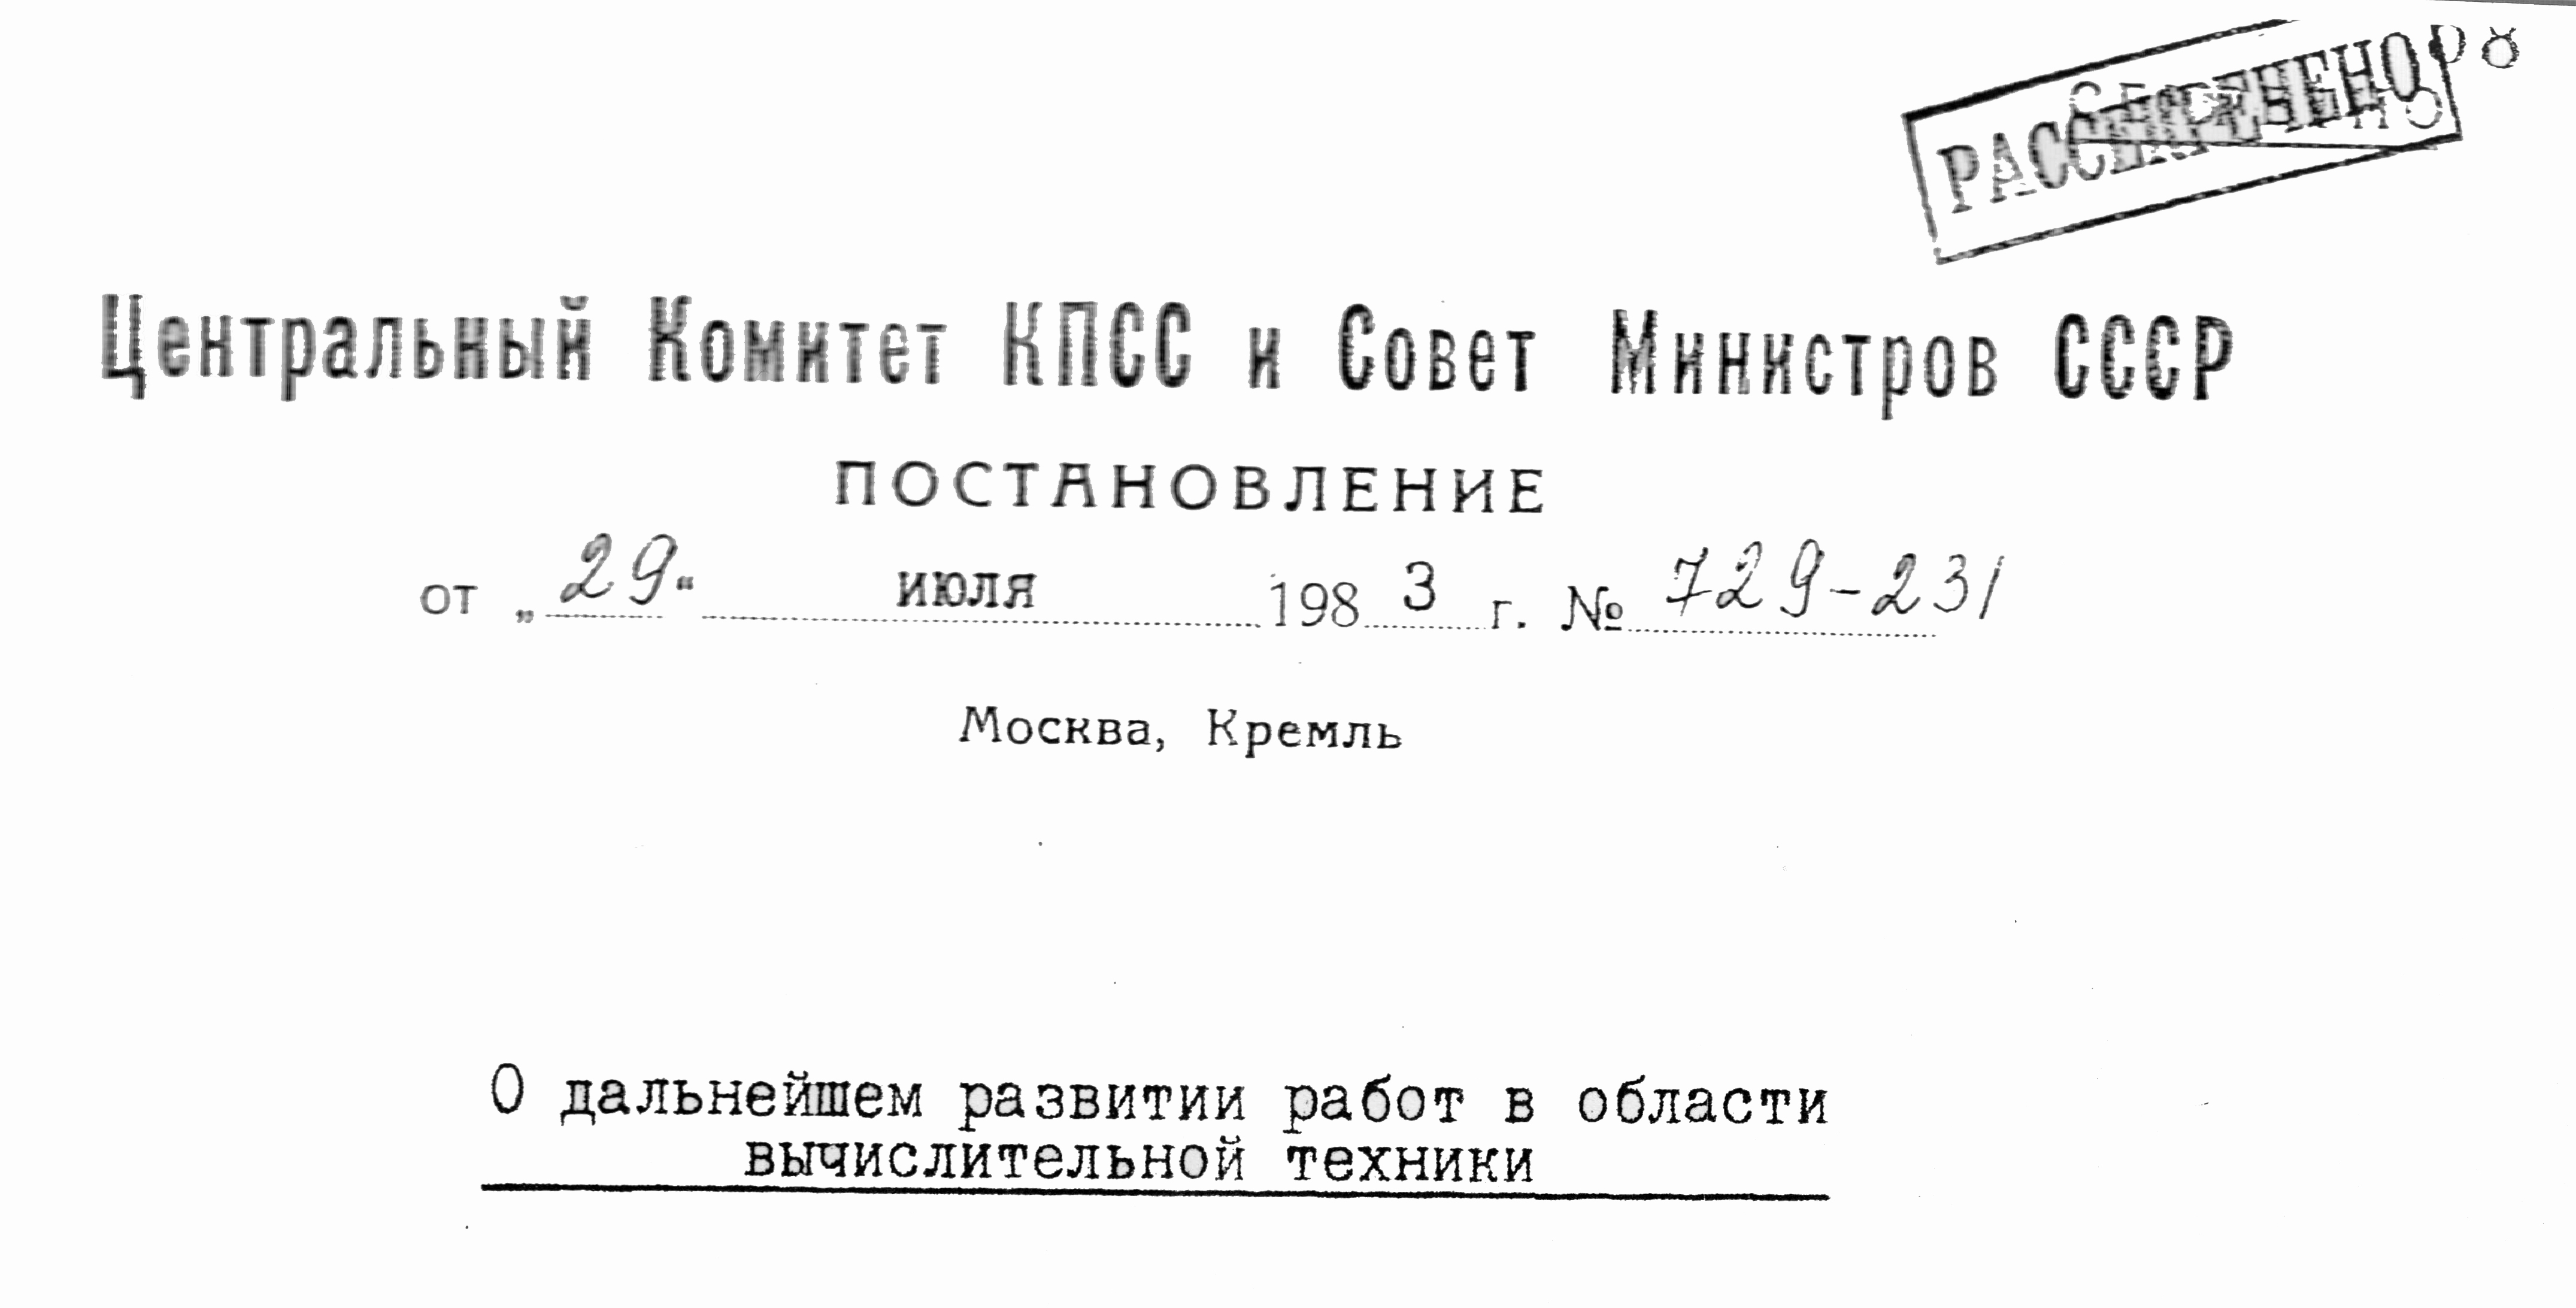 РАССЕКРЕЧЕНО
Центральный Комитет КПСС и Совет Министров СССР
ПОСТАНОВЛЕНИЕ
от „29“ июля 1983 г. № 729-231
Москва, Кремль
О дальнейшем развитии работ в области
вычислительной техники